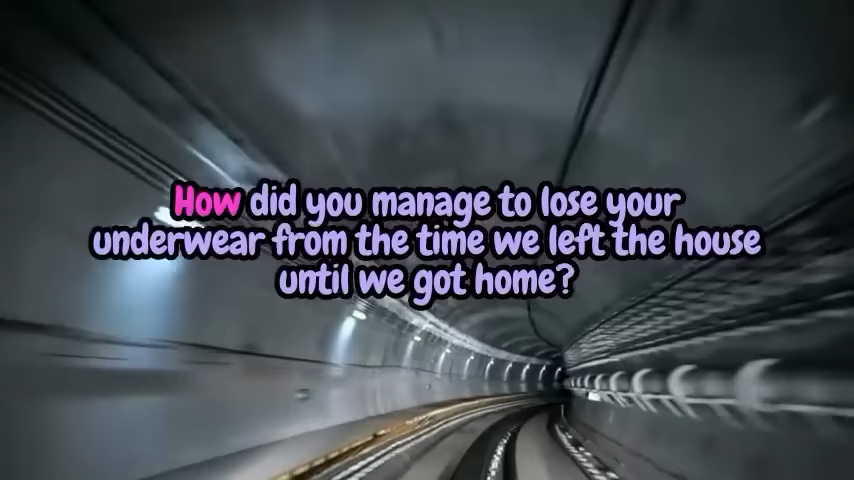 How did you manage to lose your
underwear from the time we left the house
until we got home?